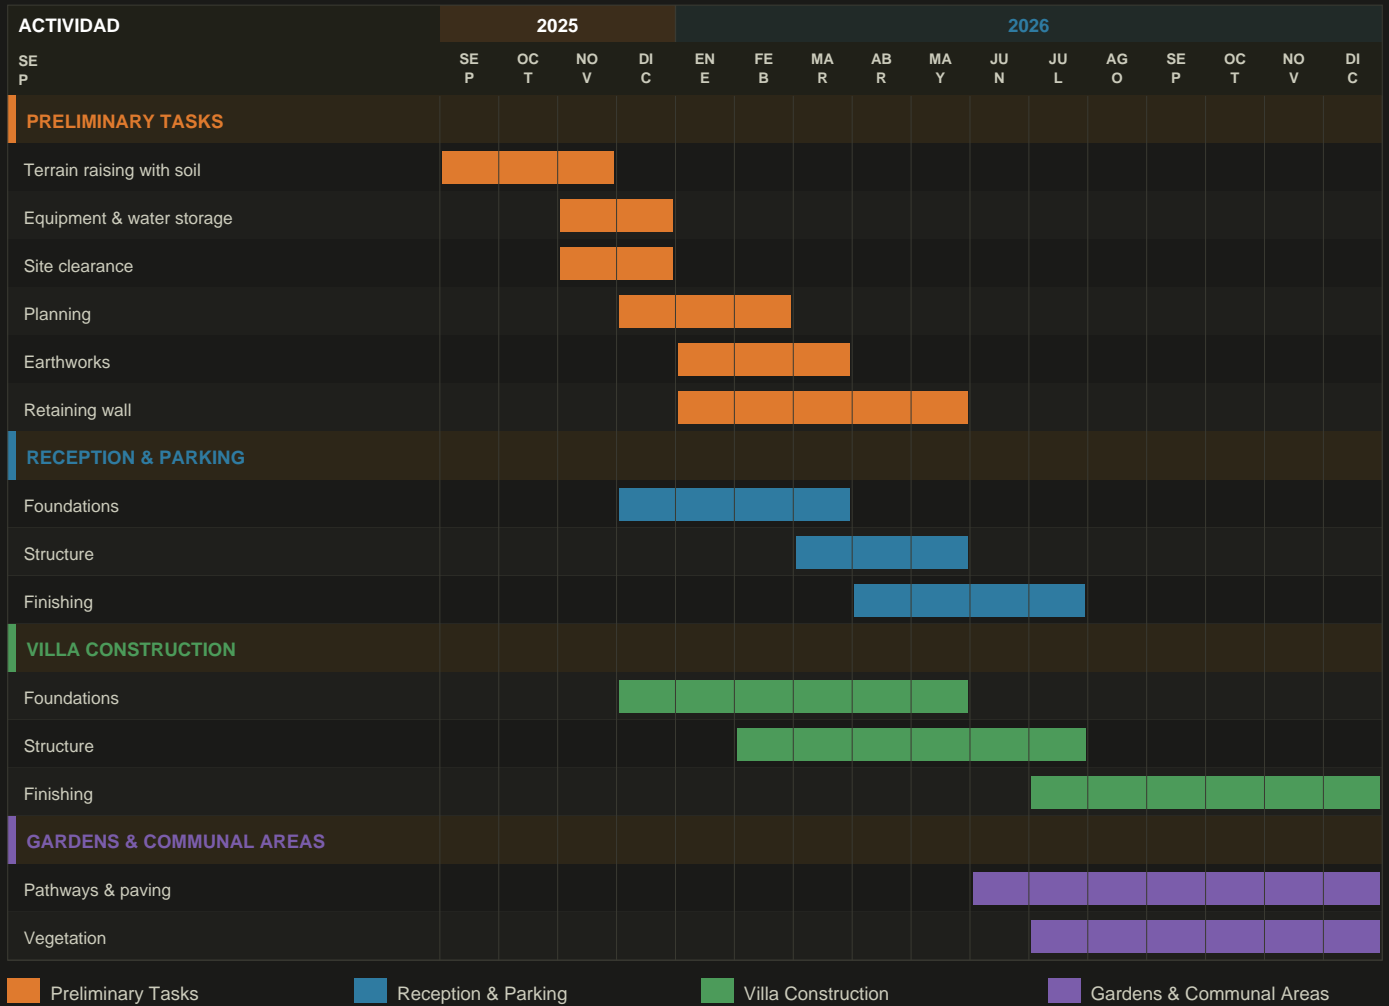 ACTIVIDAD 2025 2026
SE SE OC NO DI EN FE MA AB MA JU JU AG SE OC NO DI
P P T V C E B R R Y N L O P T V C
PRELIMINARY TASKS
Terrain raising with soil
Equipment & water storage
Site clearance
Planning
Earthworks
Retaining wall
RECEPTION & PARKING
Foundations
Structure
Finishing
VILLA CONSTRUCTION
Foundations
Structure
Finishing
GARDENS & COMMUNAL AREAS
Pathways & paving
Vegetation
Preliminary Tasks Reception & Parking Villa Construction Gardens & Communal Areas